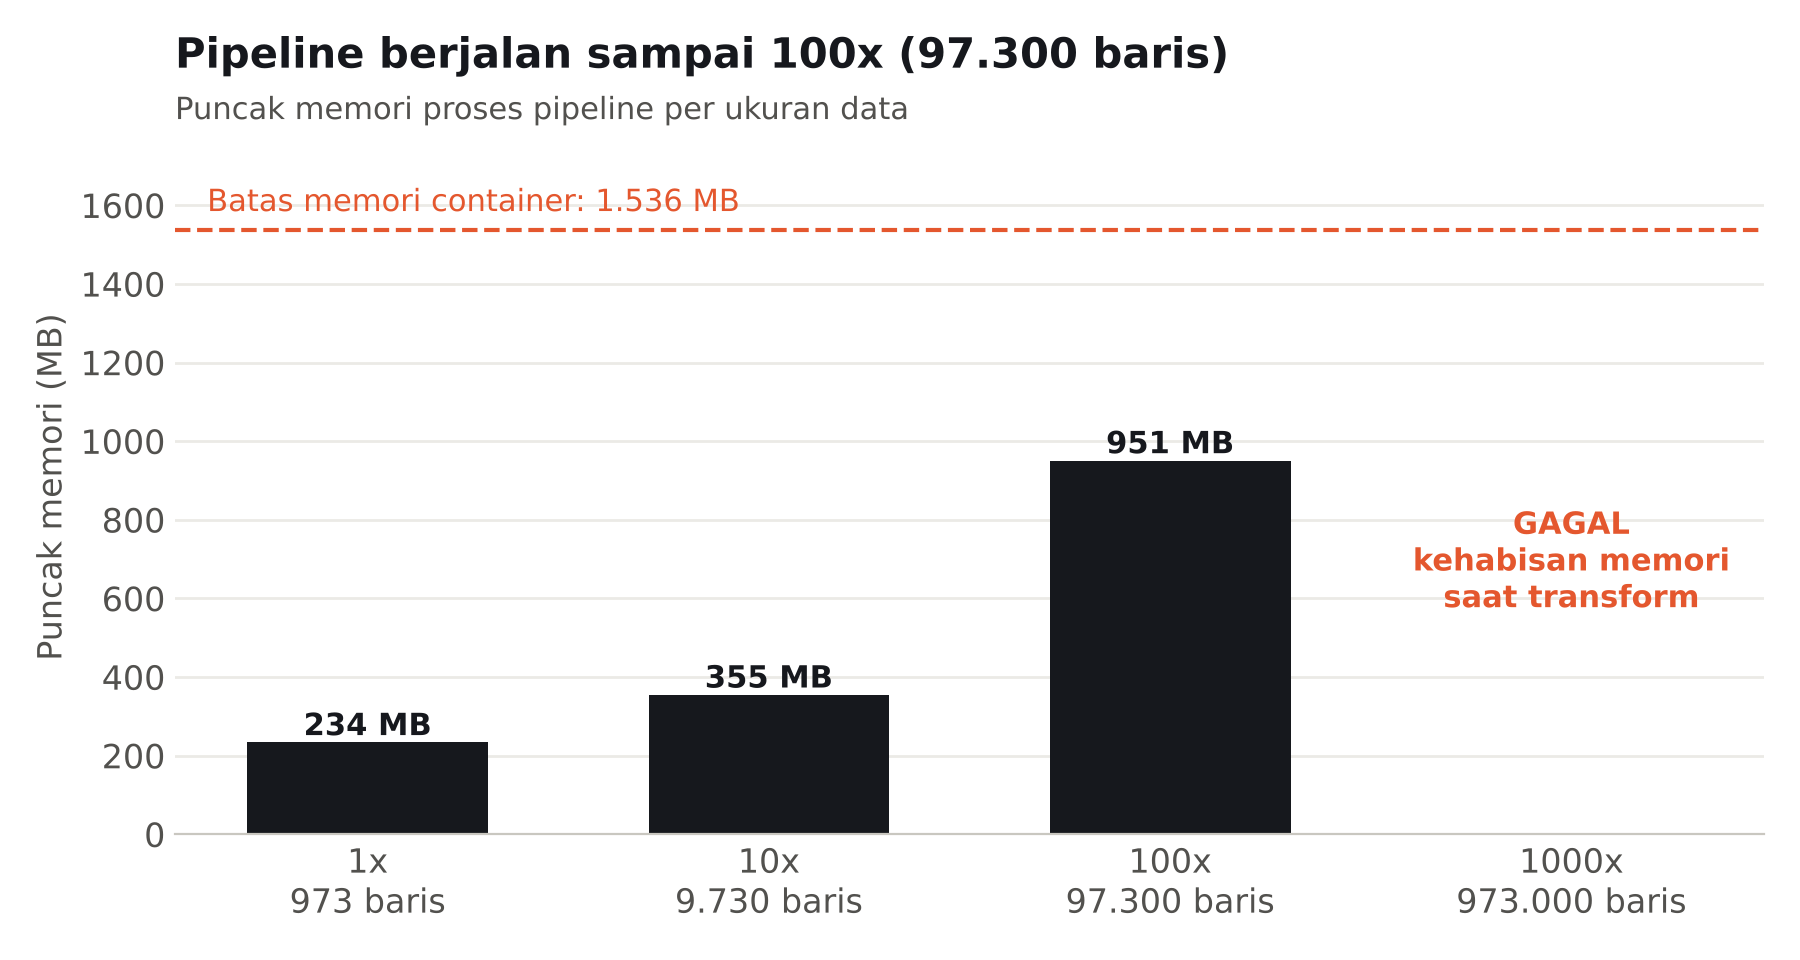 Pipeline berjalan sampai 100x (97.300 baris)
Puncak memori proses pipeline per ukuran data
Puncak memori (MB)
1600
1400
1200
1000
800
600
400
200
0
Batas memori container: 1.536 MB
234 MB
355 MB
951 MB
GAGAL
kehabisan memori
saat transform
1x
973 baris
10x
9.730 baris
100x
97.300 baris
1000x
973.000 baris